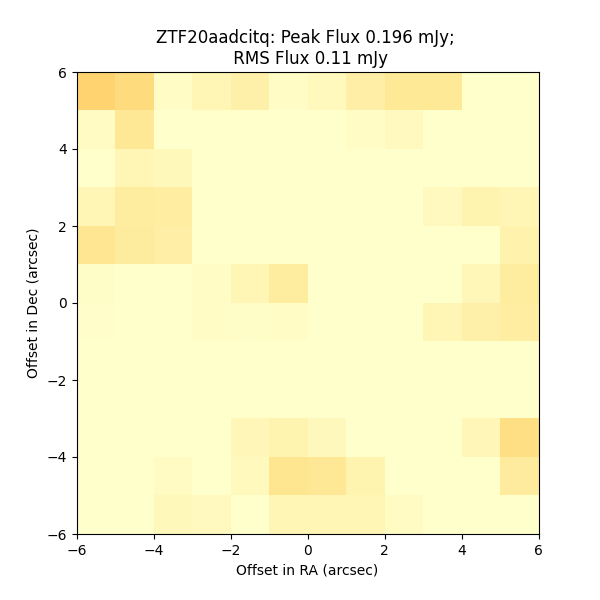 ZTF20aadcitq: Peak Flux 0.196 mJy;
RMS Flux 0.11 mJy
6
4
2
0
−2
−4
−6
Offset in Dec (arcsec)
−6 −4 −2 0 2 4 6
Offset in RA (arcsec)